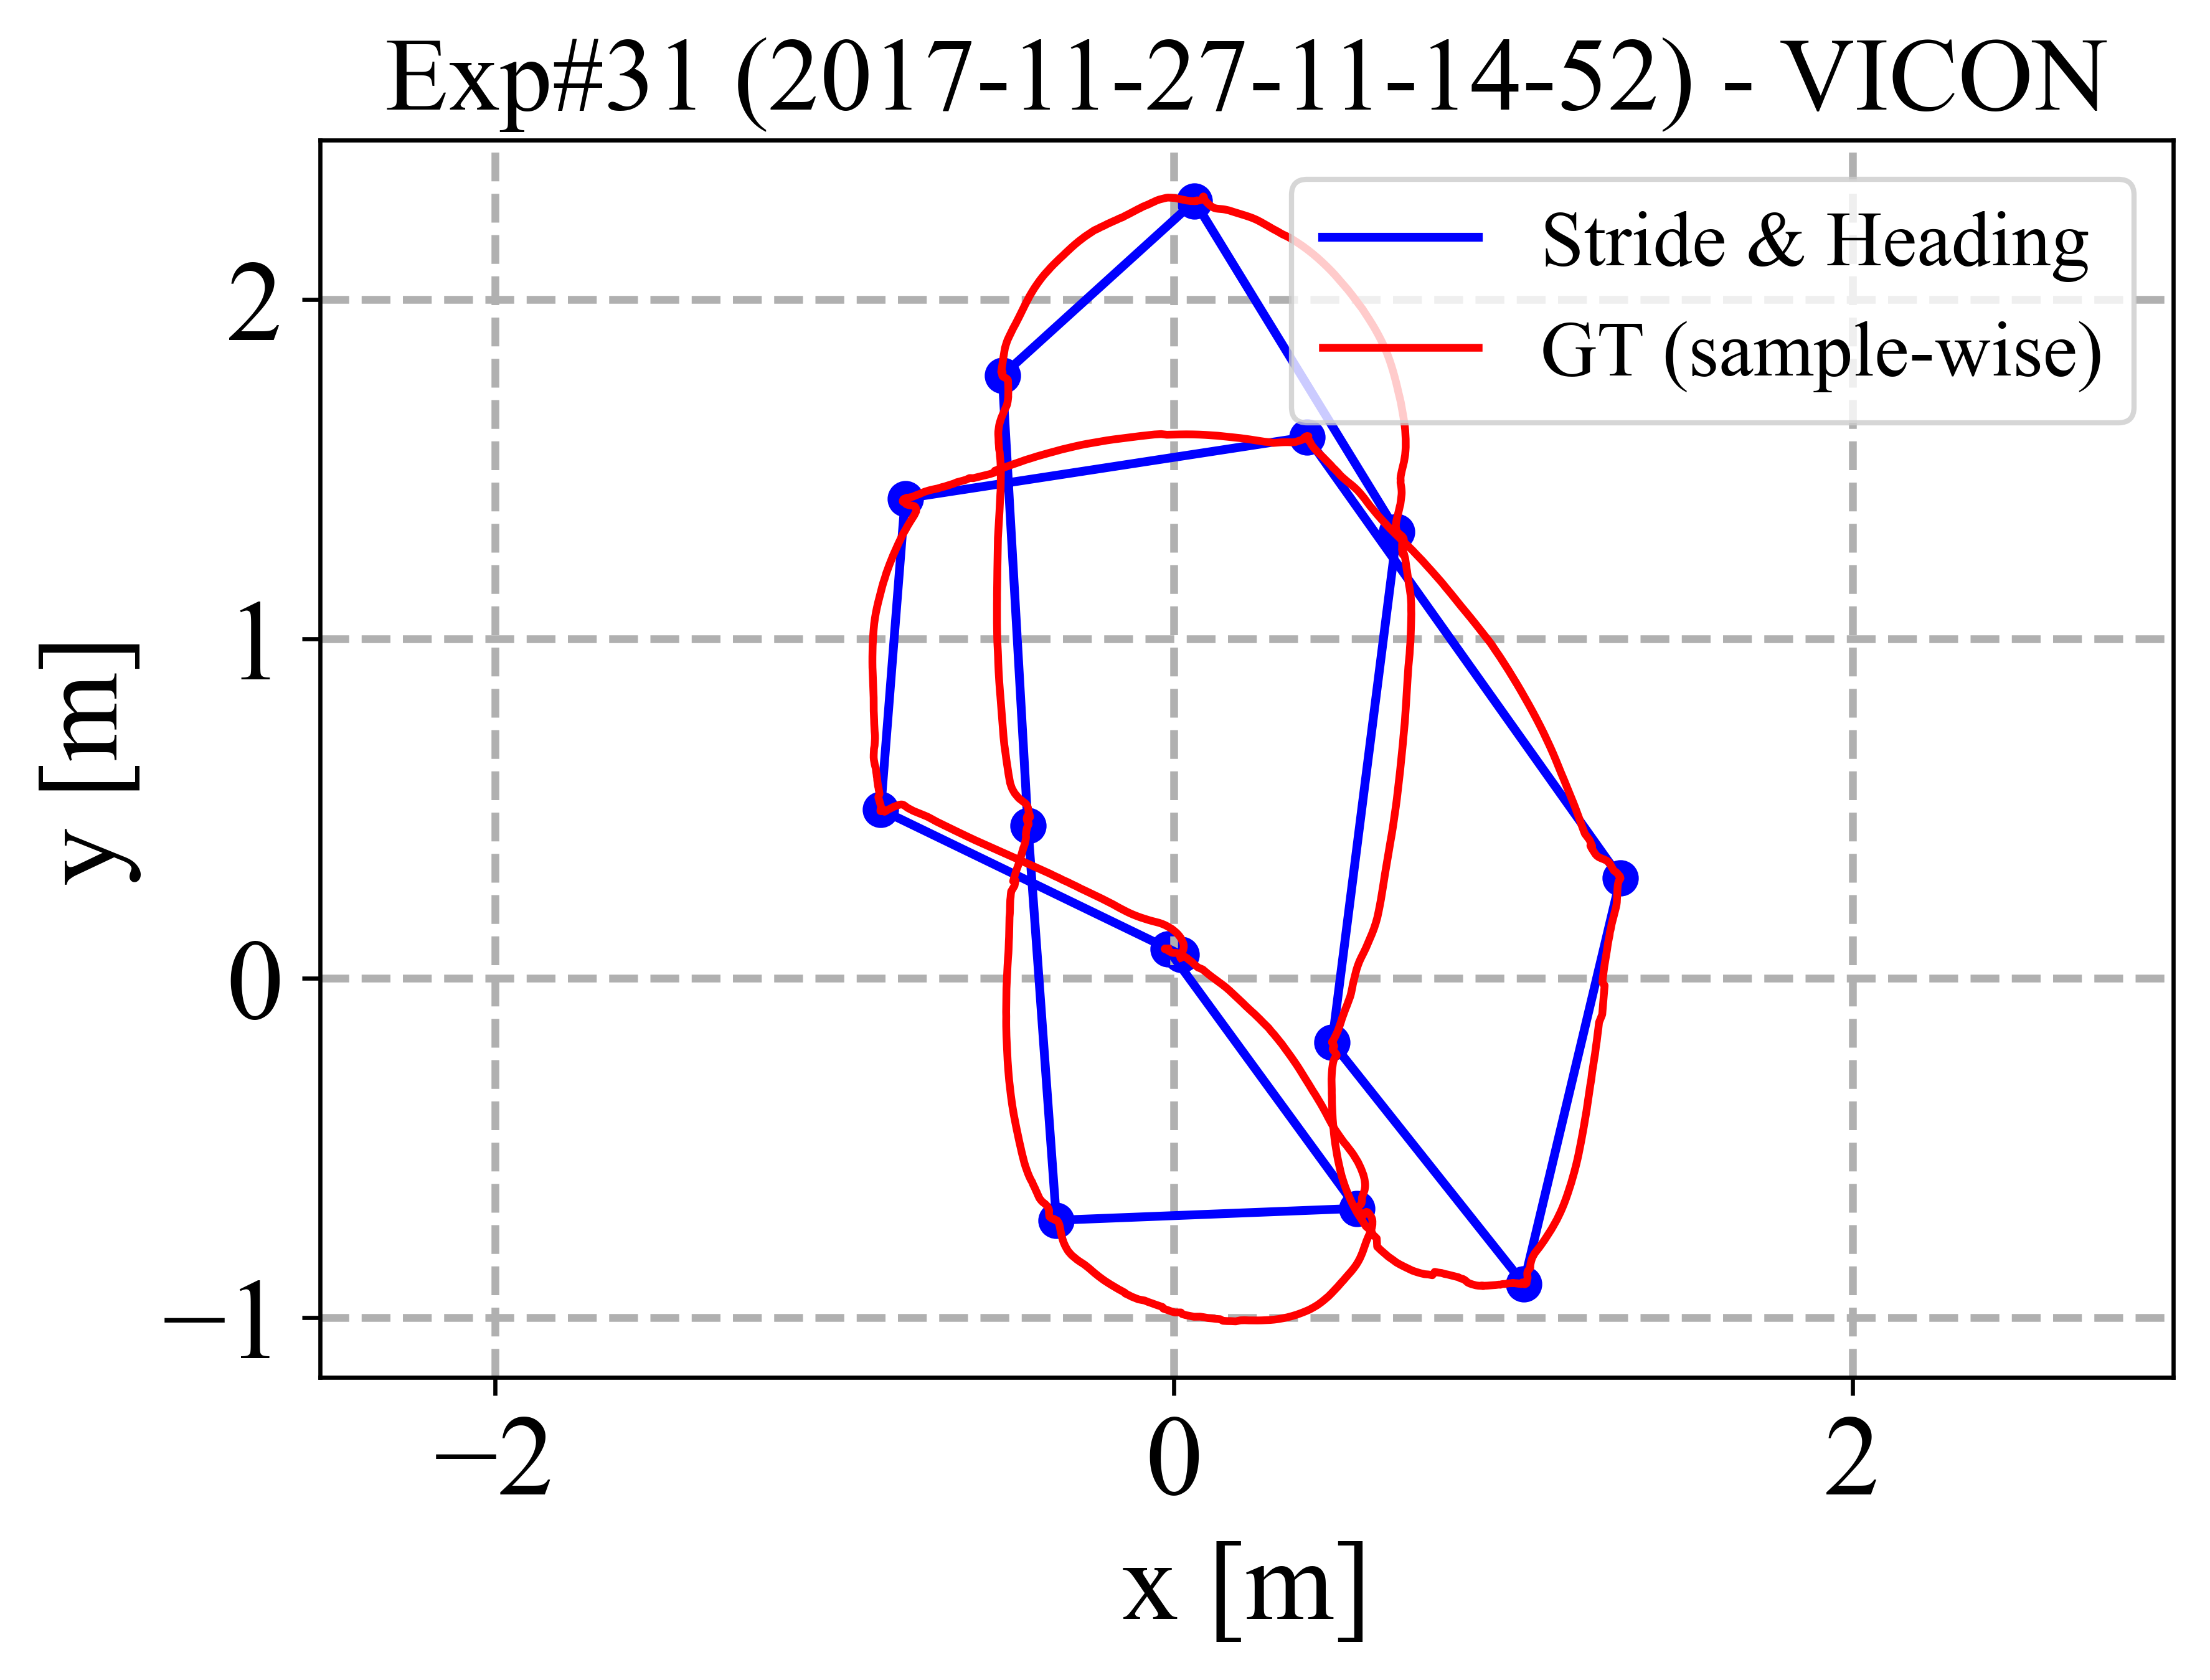 Exp#31 (2017-11-27-11-14-52) - VICON
Stride & Heading
GT (sample-wise)
2
1
0
−1
y [m]
−2
0
2
x [m]